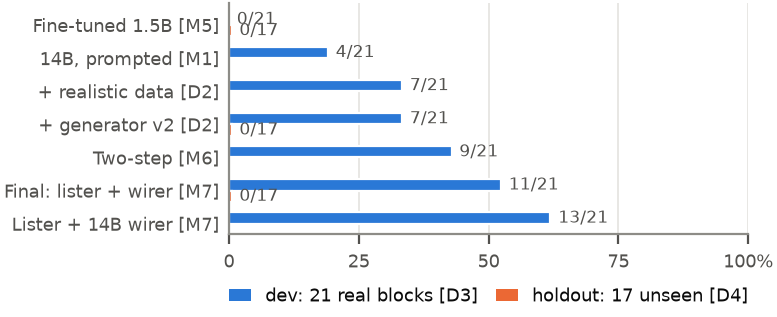 Fine-tuned 1.5B [M5] 0/21
0/17
14B, prompted [M1] 4/21
+ realistic data [D2] 7/21
+ generator v2 [D2] 7/21
0/17
Two-step [M6] 9/21
Final: lister + wirer [M7] 11/21
0/17
Lister + 14B wirer [M7] 13/21
0 25 50 75 100%
dev: 21 real blocks [D3] holdout: 17 unseen [D4]